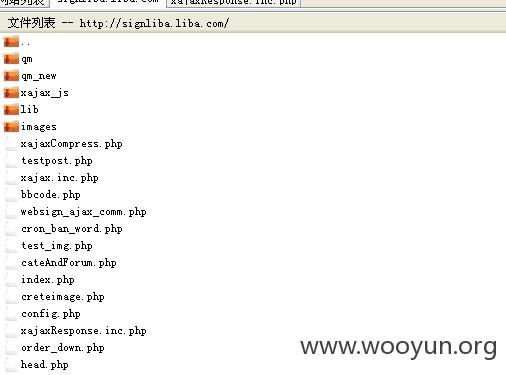 signliba.liba.com xajaxResponse.inc.php
文件列表 -- http://signliba.liba.com/
..
qm
qm_new
xajax_js
lib
images
xajaxCompress.php
testpost.php
xajax.inc.php
bbcode.php
websign_ajax_comm.php
cron_ban_word.php
test_img.php
cateAndForum.php
index.php
creteimage.php
config.php
xajaxResponse.inc.php
order_down.php
head.php
www.wooyun.org